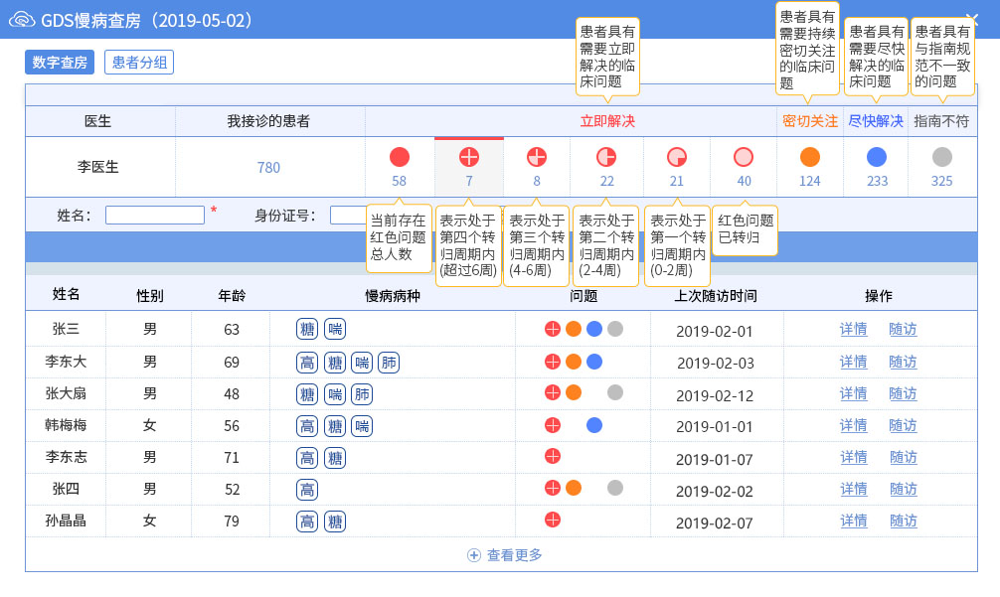 GDS慢病查房（2019-05-02）
数字查房 患者分组
患者具有
需要立即
解决的临
床问题
患者具有
需要持续
密切关注
的临床问
题
患者具有
需要尽快
解决的临
床问题
患者具有
与指南规
范不一致
的问题
医生 我接诊的患者 立即解决 密切关注 尽快解决 指南不符
李医生 780 58 7 8 22 21 40 124 233 325
姓名： * 身份证号：
当前存在
红色问题
总人数
表示处于
第四个转
归周期内
(超过6周)
表示处于
第三个转
归周期内
(4-6周)
表示处于
第二个转
归周期内
(2-4周)
表示处于
第一个转
归周期内
(0-2周)
红色问题
已转归
姓名 性别 年龄 慢病病种 问题 上次随访时间 操作
张三 男 63 糖 喘 2019-02-01 详情 随访
李东大 男 69 高 糖 喘 肺 2019-02-03 详情 随访
张大扇 男 48 糖 喘 肺 2019-02-12 详情 随访
韩梅梅 女 56 高 糖 喘 2019-01-01 详情 随访
李东志 男 71 高 糖 2019-01-07 详情 随访
张四 男 52 高 2019-02-02 详情 随访
孙晶晶 女 79 高 糖 2019-02-07 详情 随访
查看更多